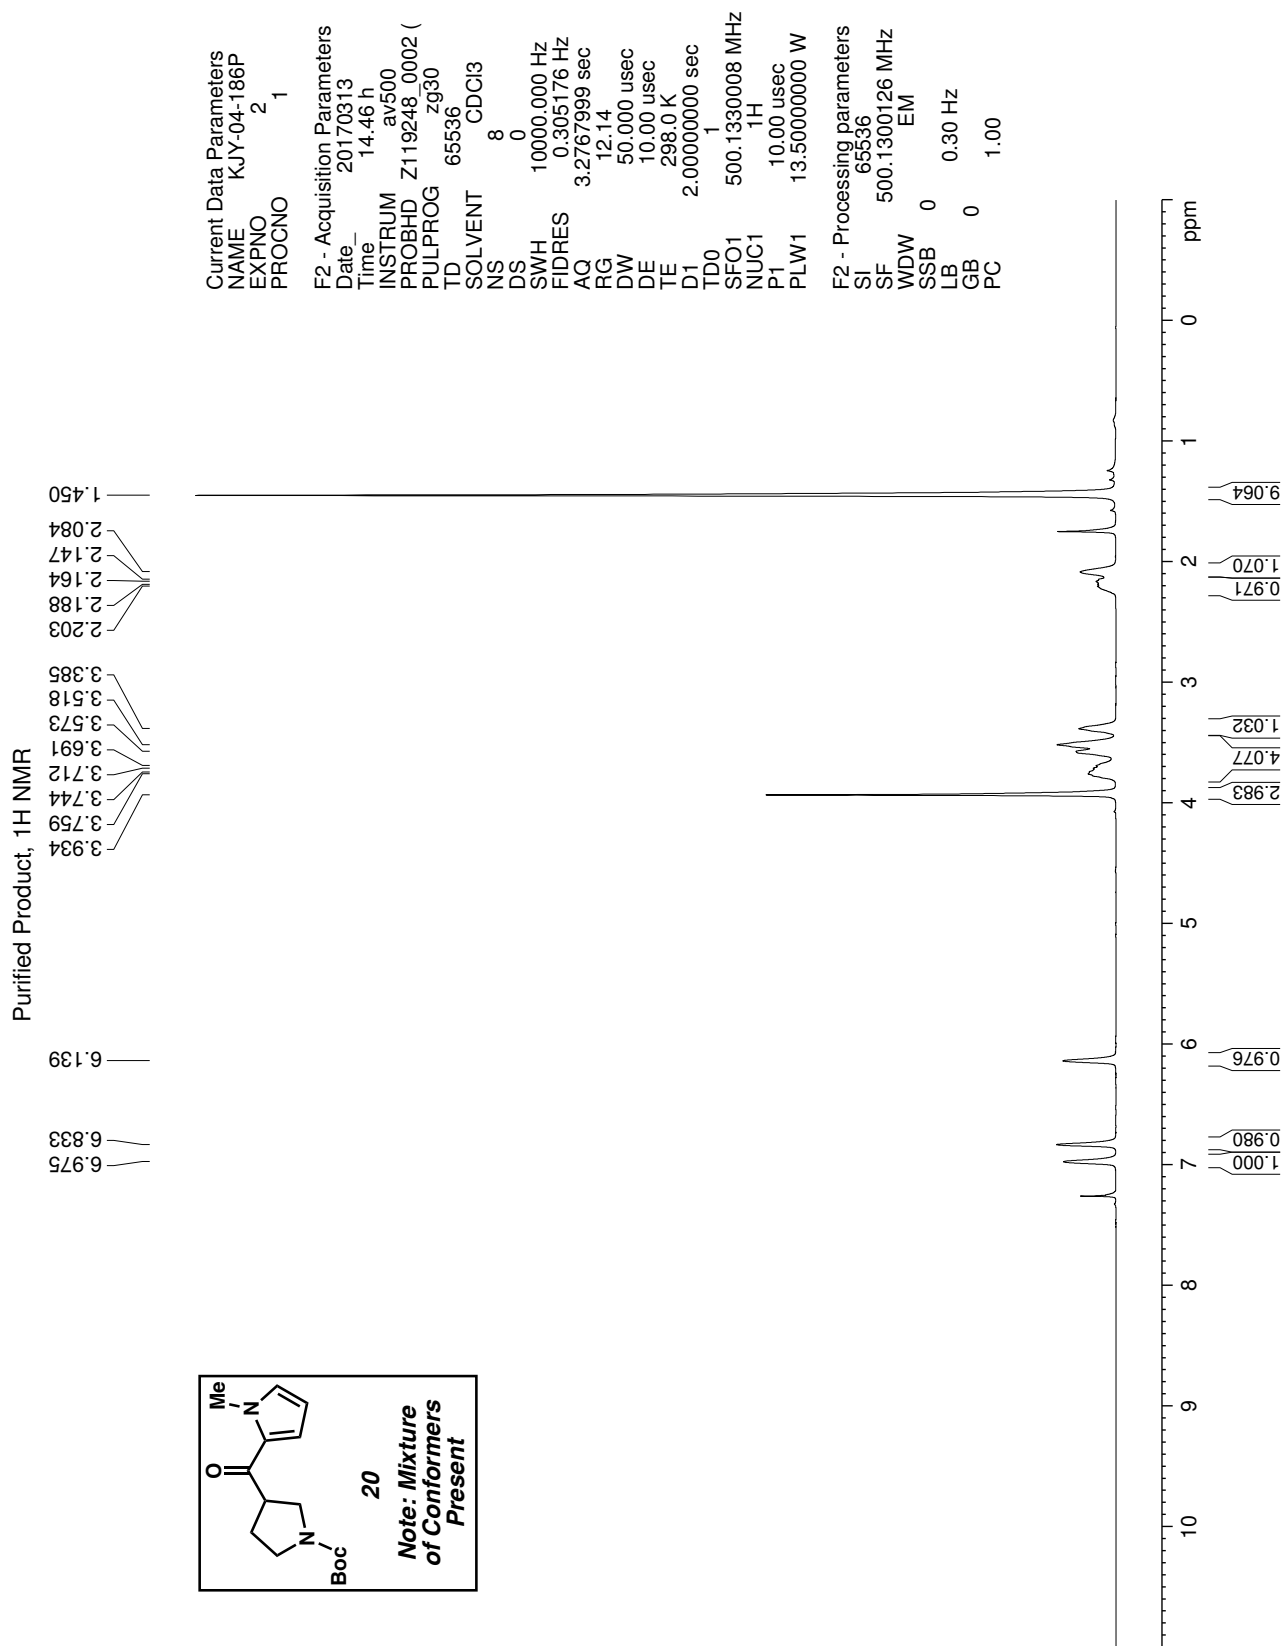 Purified Product, 1H NMR
Current Data Parameters
NAME KJY-04-186P
EXPNO 2
PROCNO 1
F2 - Acquisition Parameters
Date_ 20170313
Time 14.46 h
INSTRUM av500
PROBHD Z119248_0002 (
PULPROG zg30
TD 65536
SOLVENT CDCl3
NS 8
DS 0
SWH 10000.000 Hz
FIDRES 0.305176 Hz
AQ 3.2767999 sec
RG 12.14
DW 50.000 usec
DE 10.00 usec
TE 298.0 K
D1 2.00000000 sec
TD0 1
SFO1 500.1330008 MHz
NUC1 1H
P1 10.00 usec
PLW1 13.50000000 W
F2 - Processing parameters
SI 65536
SF 500.1300126 MHz
WDW EM
SSB 0
LB 0.30 Hz
GB 0
PC 1.00
6.975
6.833
6.139
3.934
3.759
3.744
3.712
3.691
3.573
3.518
3.385
2.203
2.188
2.164
2.147
2.084
1.450
O
Me
N
N
Boc
20
Note: Mixture
of Conformers
Present
10 9 8 7 6 5 4 3 2 1 0 ppm
1.000
0.980
0.976
2.983
4.077
1.032
0.971
1.070
9.064